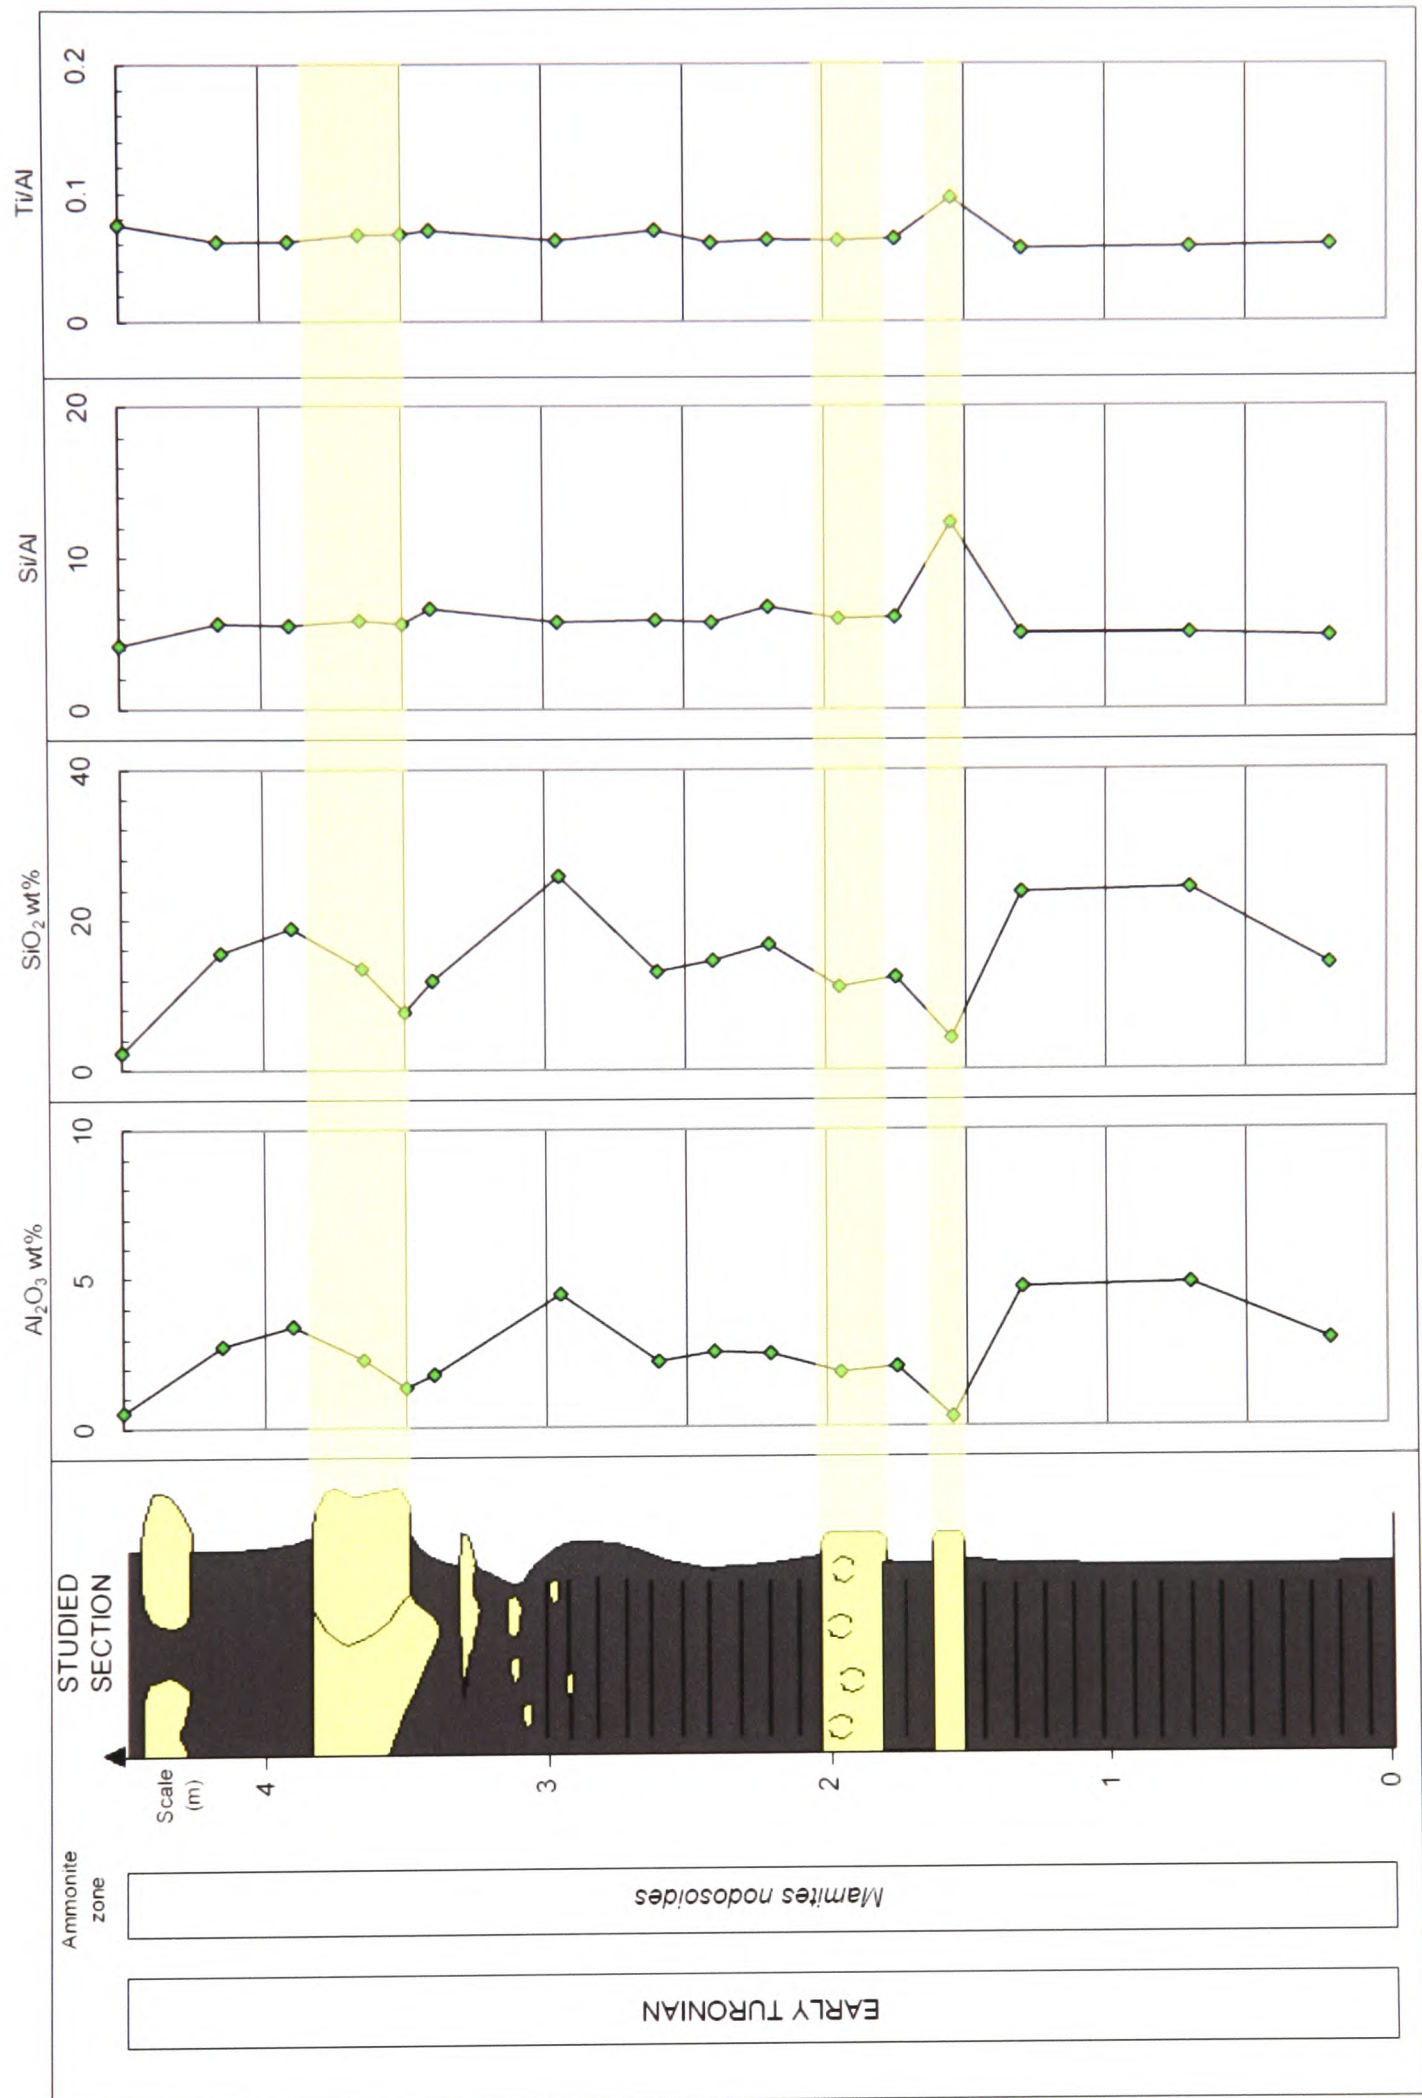 Ti/Al
0
0.1
0.2
Si/Al
0
10
20
SiO₂ wt%
0
20
40
Al₂O₃ wt%
0
5
10
STUDIED
SECTION
Scale
(m)
4
3
2
1
0
Ammonite
zone
Mamites nodosoides
EARLY TURONIAN